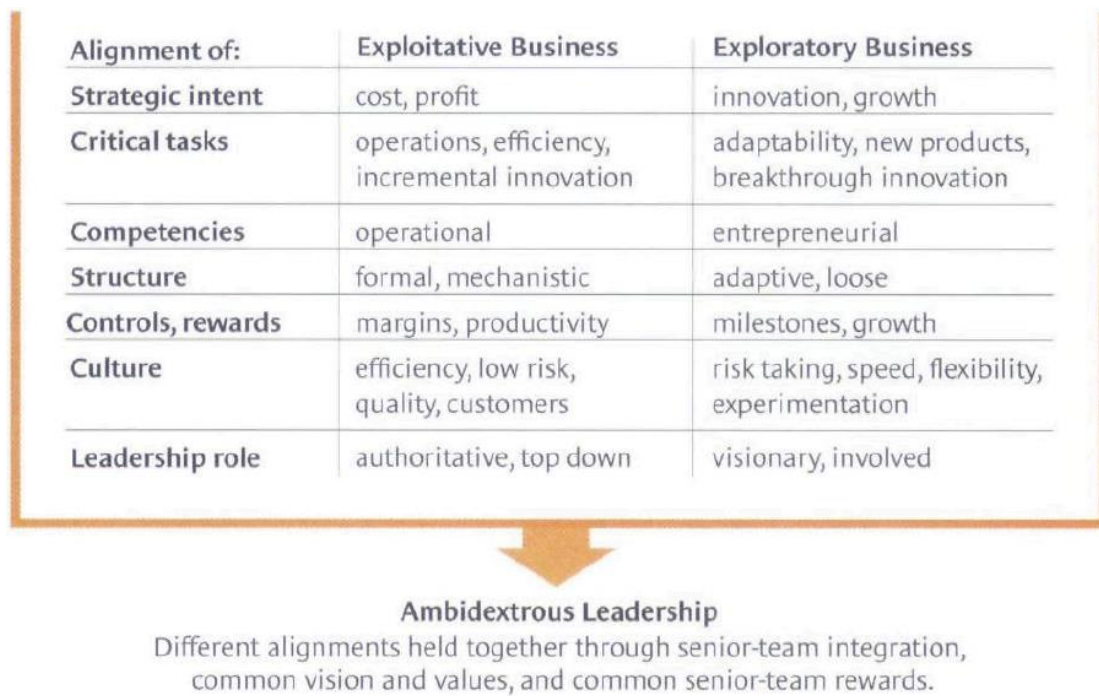 Alignment of: Exploitative Business Exploratory Business
Strategic intent cost, profit innovation, growth
Critical tasks operations, efficiency, adaptability, new products,
incremental innovation breakthrough innovation
Competencies operational entrepreneurial
Structure formal, mechanistic adaptive, loose
Controls, rewards margins, productivity milestones, growth
Culture efficiency, low risk, risk taking, speed, flexibility,
quality, customers experimentation
Leadership role authoritative, top down visionary, involved
Ambidextrous Leadership
Different alignments held together through senior-team integration,
common vision and values, and common senior-team rewards.